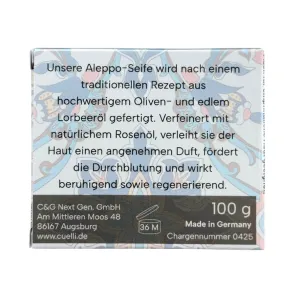 Unsere Aleppo-Seife wird nach einem
traditionellen Rezept aus
hochwertigem Oliven- und edlem
Lorbeeröl gefertigt. Verfeinert mit
natürlichem Rosenöl, verleiht sie der
Haut einen angenehmen Duft, fördert
die Durchblutung und wirkt
beruhigend sowie regenerierend.
C&G Next Gen. GmbH
Am Mittleren Moos 48
86167 Augsburg
www.cuelli.de
36 M
100 g
Made in Germany
Chargennummer 0425